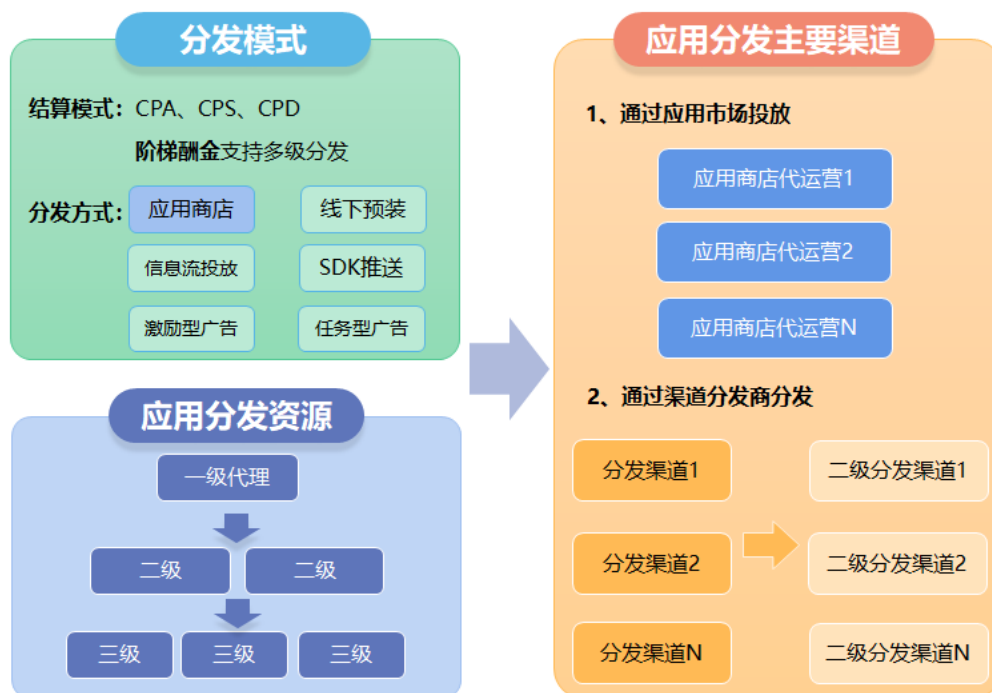 分发模式
结算模式：CPA、CPS、CPD
阶梯酬金支持多级分发
分发方式：
应用商店
线下预装
信息流投放
SDK推送
激励型广告
任务型广告
应用分发资源
一级代理
二级
二级
三级
三级
三级
应用分发主要渠道
1、通过应用市场投放
应用商店代运营1
应用商店代运营2
应用商店代运营N
2、通过渠道分发商分发
分发渠道1
二级分发渠道1
分发渠道2
二级分发渠道2
分发渠道N
二级分发渠道N